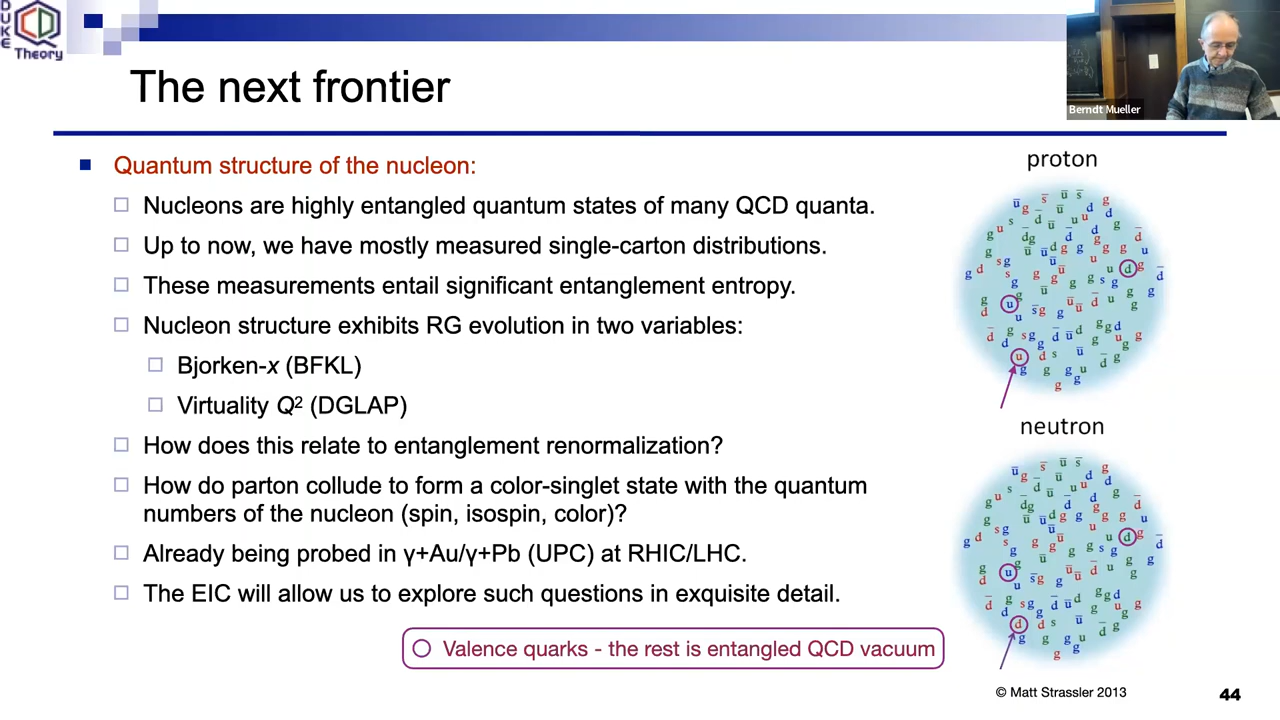 DUKE
QCD
Theory
Berndt Mueller
The next frontier
Quantum structure of the nucleon:
Nucleons are highly entangled quantum states of many QCD quanta.
Up to now, we have mostly measured single-carton distributions.
These measurements entail significant entanglement entropy.
Nucleon structure exhibits RG evolution in two variables:
Bjorken-x (BFKL)
Virtuality Q² (DGLAP)
How does this relate to entanglement renormalization?
How do parton collude to form a color-singlet state with the quantum
numbers of the nucleon (spin, isospin, color)?
Already being probed in γ+Au/γ+Pb (UPC) at RHIC/LHC.
The EIC will allow us to explore such questions in exquisite detail.
Valence quarks - the rest is entangled QCD vacuum
proton
neutron
© Matt Strassler 2013
44